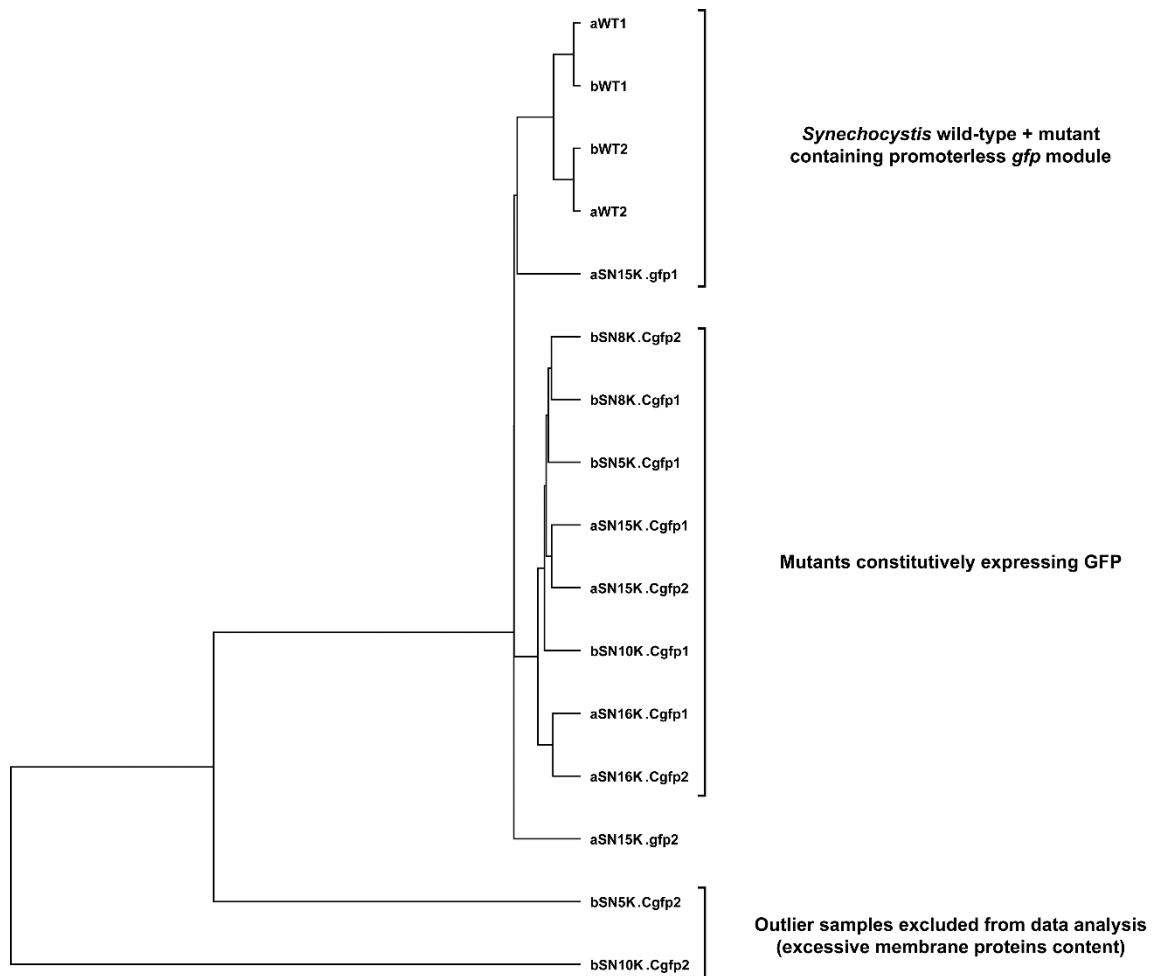 aWT1
bWT1
bWT2
aWT2
aSN15K.gfp1
Synechocystis wild-type + mutant
containing promoterless gfp module
bSN8K.Cgfp2
bSN8K.Cgfp1
bSN5K.Cgfp1
aSN15K.Cgfp1
aSN15K.Cgfp2
bSN10K.Cgfp1
aSN16K.Cgfp1
aSN16K.Cgfp2
Mutants constitutively expressing GFP
aSN15K.gfp2
bSN5K.Cgfp2
bSN10K.Cgfp2
Outlier samples excluded from data analysis
(excessive membrane proteins content)